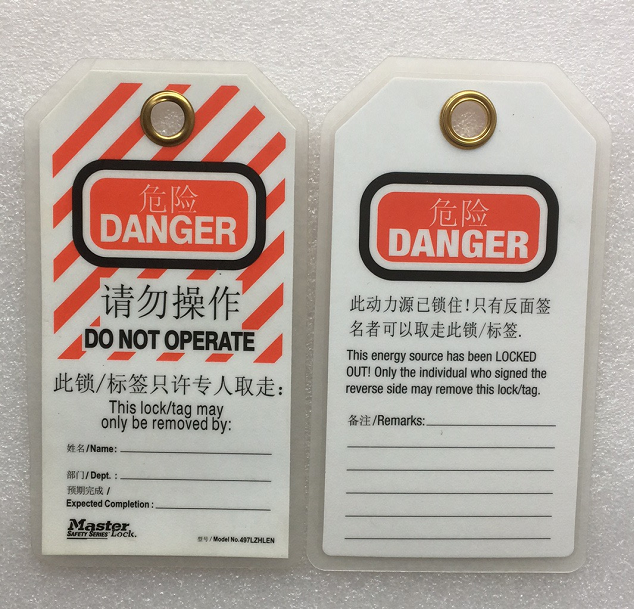 危险
DANGER
请勿操作
DO NOT OPERATE
此锁/标签只许专人取走：
This lock/tag may
only be removed by:
姓名/Name:
部门/Dept. :
预期完成/
Expected Completion :
Master Lock.
SAFETY SERIES
型号/Model No.497LZHLEN
危险
DANGER
此动力源已锁住！只有反面签
名者可以取走此锁/标签.
This energy source has been LOCKED
OUT! Only the individual who signed the
reverse side may remove this lock/tag.
备注/Remarks: